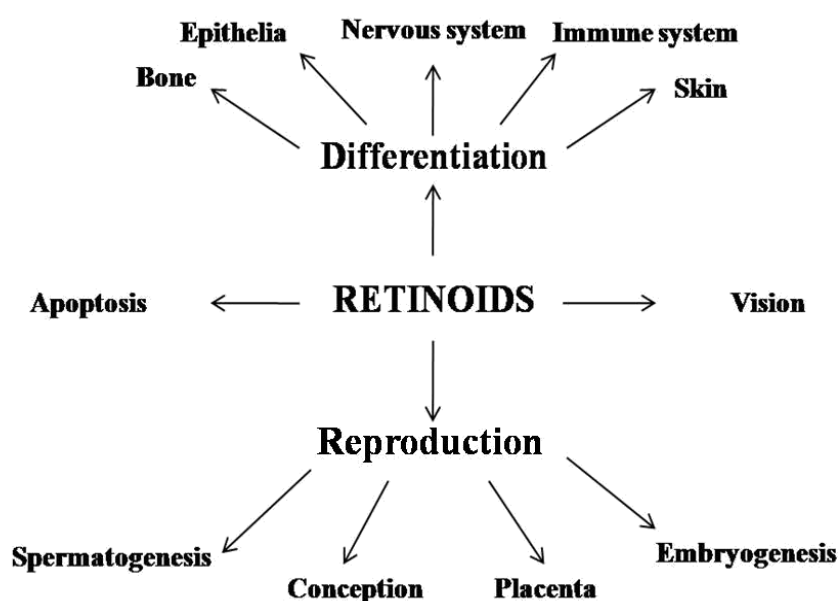 Epithelia Nervous system Immune system
Bone Skin
Differentiation
Apoptosis RETINOIDS Vision
Reproduction
Spermatogenesis Embryogenesis
Conception Placenta